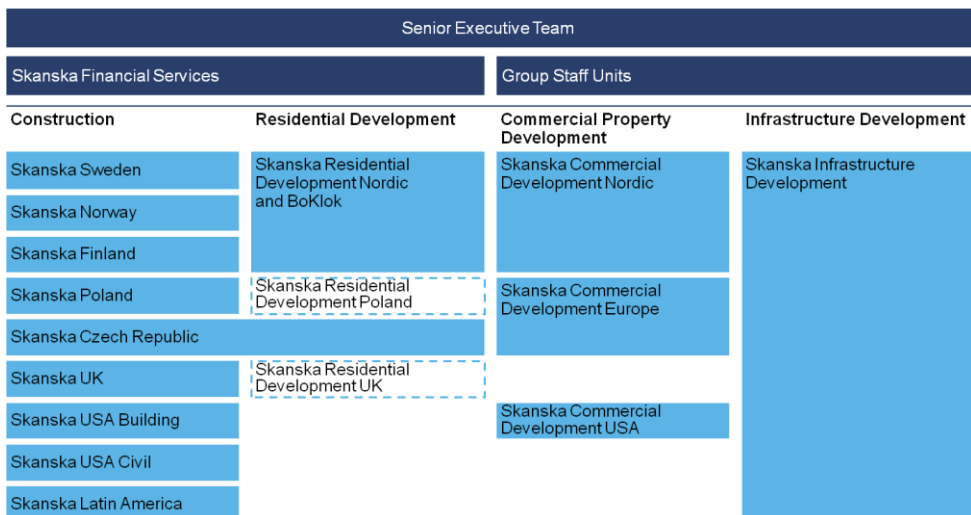 Senior Executive Team
Skanska Financial Services
Group Staff Units
Construction
Residential Development
Commercial Property
Development
Infrastructure Development
Skanska Sweden
Skanska Norway
Skanska Finland
Skanska Poland
Skanska Czech Republic
Skanska UK
Skanska USA Building
Skanska USA Civil
Skanska Latin America
Skanska Residential
Development Nordic
and BoKlok
Skanska Residential
Development Poland
Skanska Residential
Development UK
Skanska Commercial
Development Nordic
Skanska Commercial
Development Europe
Skanska Commercial
Development USA
Skanska Infrastructure
Development